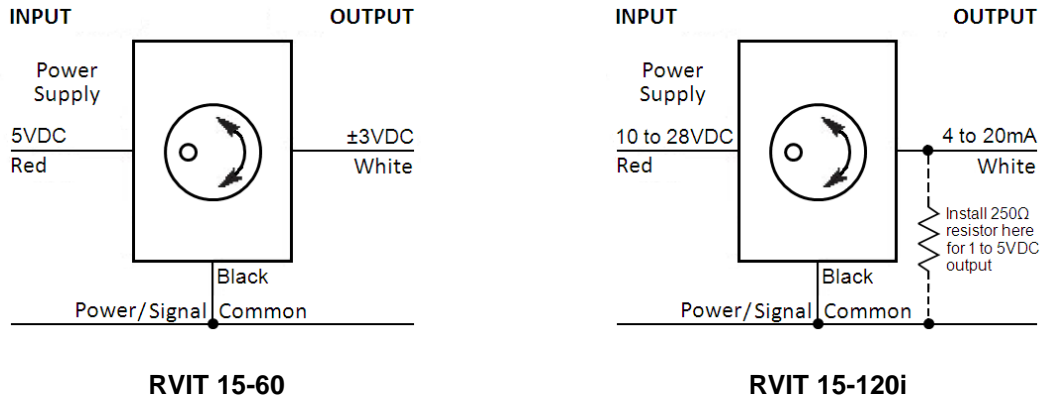 INPUT
OUTPUT
Power
Supply
5VDC
±3VDC
Red
White
Black
Power/Signal Common
RVIT 15-60
INPUT
OUTPUT
Power
Supply
10 to 28VDC
4 to 20mA
Red
White
Install 250Ω
resistor here
for 1 to 5VDC
output
Black
Power/Signal Common
RVIT 15-120i